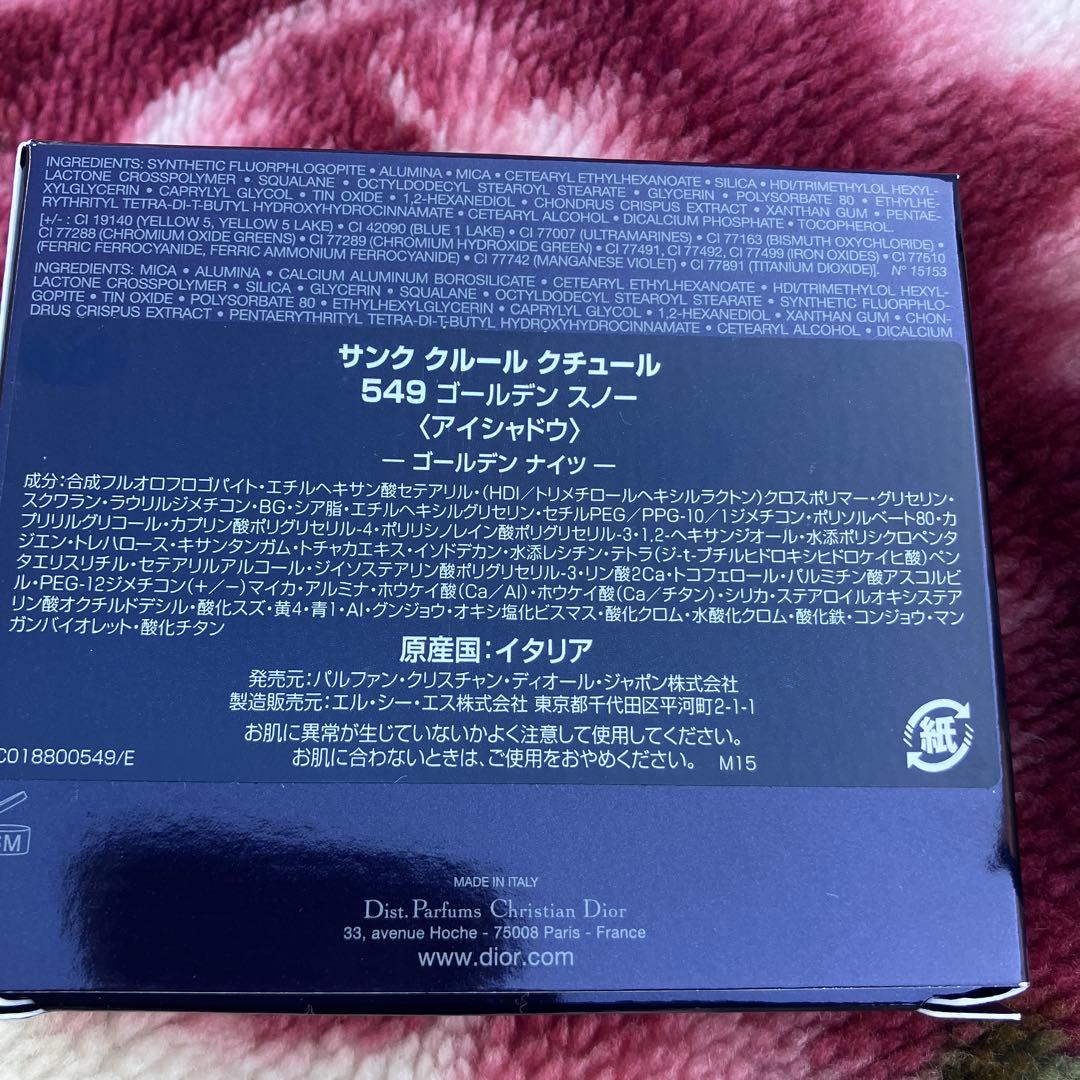 INGREDIENTS: SYNTHETIC FLUORPHLOGOPITE • ALUMINA • MICA • CETEARYL ETHYLHEXANOATE • SILICA • HDI/TRIMETHYLOL HEXYL-
LACTONE CROSSPOLYMER • SQUALANE • OCTYLDODECYL STEAROYL STEARATE • GLYCERIN • POLYSORBATE 80 • ETHYLHE-
XYLGLYCERIN • CAPRYLYL GLYCOL • TIN OXIDE • 1,2-HEXANEDIOL • CHONDRUS CRISPUS EXTRACT • XANTHAN GUM • PENTAE-
RYTHRITYL TETRA-DI-T-BUTYL HYDROXYHYDROCINNAMATE • CETEARYL ALCOHOL • DICALCIUM PHOSPHATE • TOCOPHEROL.
[+/- : CI 19140 (YELLOW 5, YELLOW 5 LAKE) • CI 42090 (BLUE 1 LAKE) • CI 77007 (ULTRAMARINES) • CI 77163 (BISMUTH OXYCHLORIDE) •
CI 77288 (CHROMIUM OXIDE GREENS) • CI 77289 (CHROMIUM HYDROXIDE GREEN) • CI 77491, CI 77492, CI 77499 (IRON OXIDES) • CI 77510
(FERRIC FERROCYANIDE, FERRIC AMMONIUM FERROCYANIDE) • CI 77742 (MANGANESE VIOLET) • CI 77891 (TITANIUM DIOXIDE)]. N° 15153
INGREDIENTS: MICA • ALUMINA • CALCIUM ALUMINUM BOROSILICATE • CETEARYL ETHYLHEXANOATE • HDI/TRIMETHYLOL HEXYL-
LACTONE CROSSPOLYMER • SILICA • GLYCERIN • SQUALANE • OCTYLDODECYL STEAROYL STEARATE • SYNTHETIC FLUORPHLO-
GOPITE • TIN OXIDE • POLYSORBATE 80 • ETHYLHEXYLGLYCERIN • CAPRYLYL GLYCOL • 1,2-HEXANEDIOL • XANTHAN GUM • CHON-
DRUS CRISPUS EXTRACT • PENTAERYTHRITYL TETRA-DI-T-BUTYL HYDROXYHYDROCINNAMATE • CETEARYL ALCOHOL • DICALCIUM
サンク クルール クチュール
549 ゴールデン スノー
〈アイシャドウ〉
— ゴールデン ナイツ —
成分:合成フルオロフロゴパイト・エチルヘキサン酸セテアリル・(HDI/トリメチロールヘキシルラクトン)クロスポリマー・グリセリン・
スクワラン・ラウリルジメチコン・BG・シア脂・エチルヘキシルグリセリン・セチルPEG/PPG-10/1ジメチコン・ポリソルベート80・カ
プリリルグリコール・カプリン酸ポリグリセリル-4・ポリリシノレイン酸ポリグリセリル-3・1,2-ヘキサンジオール・水添ポリシクロペンタ
ジエン・トレハロース・キサンタンガム・トチャカエキス・イソドデカン・水添レシチン・テトラ(ジ-t-ブチルヒドロキシヒドロケイヒ酸)ペン
タエリスリチル・セテアリルアルコール・ジイソステアリン酸ポリグリセリル-3・リン酸2Ca・トコフェロール・パルミチン酸アスコルビ
ル・PEG-12ジメチコン(+/−)マイカ・アルミナ・ホウケイ酸(Ca/Al)・ホウケイ酸(Ca/チタン)・シリカ・ステアロイルオキシステア
リン酸オクチルドデシル・酸化スズ・黄4・青1・Al・グンジョウ・オキシ塩化ビスマス・酸化クロム・水酸化クロム・酸化鉄・コンジョウ・マン
ガンバイオレット・酸化チタン
原産国:イタリア
発売元:パルファン・クリスチャン・ディオール・ジャポン株式会社
製造販売元:エル・シー・エス株式会社 東京都千代田区平河町2-1-1
お肌に異常が生じていないかよく注意して使用してください。
お肌に合わないときは、ご使用をおやめください。 M15
C018800549/E
紙
MADE IN ITALY
Dist. Parfums Christian Dior
33, avenue Hoche - 75008 Paris - France
www.dior.com